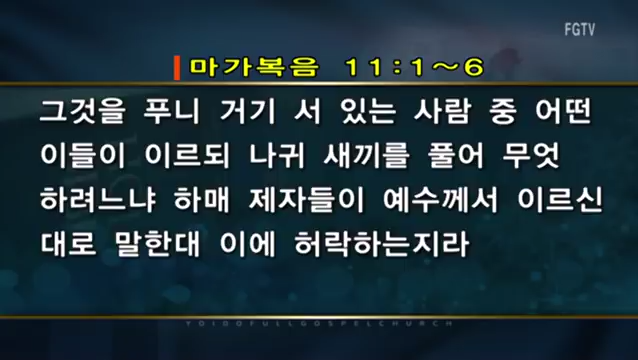 FGTV
마가복음 11:1~6
그것을 푸니 거기 서 있는 사람 중 어떤
이들이 이르되 나귀 새끼를 풀어 무엇
하려느냐 하매 제자들이 예수께서 이르신
대로 말한대 이에 허락하는지라
YOIDOFULLGOSPELCHURCH